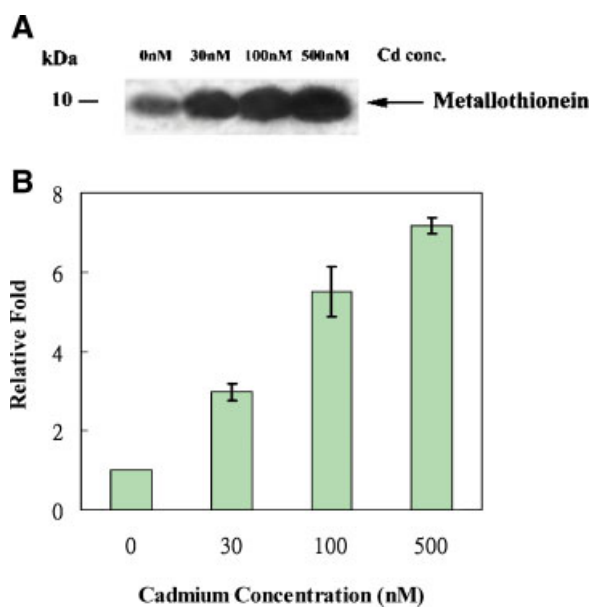 A
kDa 0nM 30nM 100nM 500nM Cd conc.
10 Metallothionein
B
8
6
4
2
0
Relative Fold
0 30 100 500
Cadmium Concentration (nM)